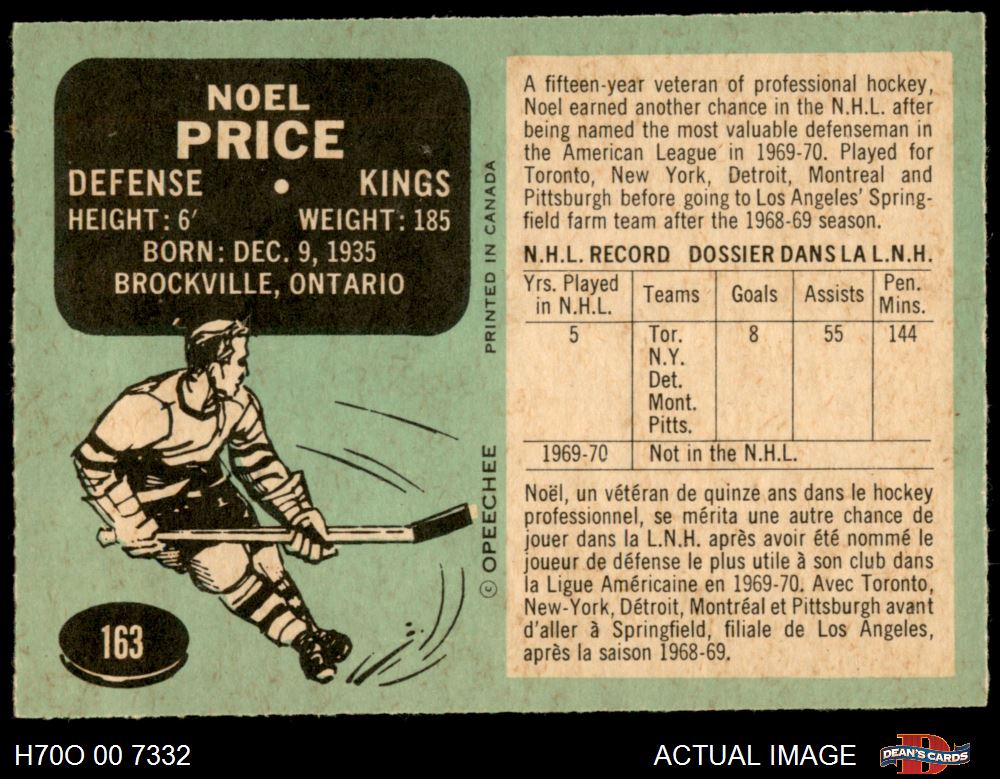 NOEL
PRICE
DEFENSE • KINGS
HEIGHT: 6′ WEIGHT: 185
BORN: DEC. 9, 1935
BROCKVILLE, ONTARIO
163
© OPEECHEE PRINTED IN CANADA
A fifteen-year veteran of professional hockey,
Noel earned another chance in the N.H.L. after
being named the most valuable defenseman in
the American League in 1969-70. Played for
Toronto, New York, Detroit, Montreal and
Pittsburgh before going to Los Angeles' Spring-
field farm team after the 1968-69 season.
N.H.L. RECORD DOSSIER DANS LA L.N.H.
Yrs. Played
in N.H.L. Teams Goals Assists Pen.
Mins.
5 Tor. 8 55 144
N.Y.
Det.
Mont.
Pitts.
1969-70 Not in the N.H.L.
Noël, un vétéran de quinze ans dans le hockey
professionnel, se mérita une autre chance de
jouer dans la L.N.H. après avoir été nommé le
joueur de défense le plus utile à son club dans
la Ligue Américaine en 1969-70. Avec Toronto,
New-York, Détroit, Montréal et Pittsburgh avant
d'aller à Springfield, filiale de Los Angeles,
après la saison 1968-69.
H70O 00 7332 ACTUAL IMAGE DEAN'S CARDS